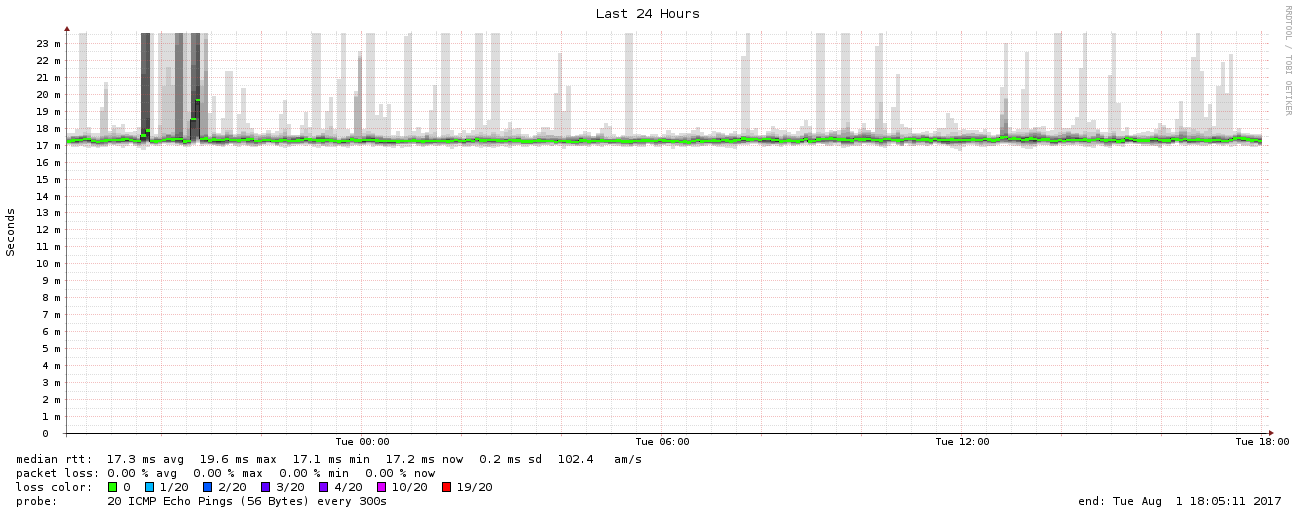 Last 24 Hours
RRDTOOL / TOBI OETIKER
Seconds
23 m
22 m
21 m
20 m
19 m
18 m
17 m
16 m
15 m
14 m
13 m
12 m
11 m
10 m
9 m
8 m
7 m
6 m
5 m
4 m
3 m
2 m
1 m
0
Tue 00:00 Tue 06:00 Tue 12:00 Tue 18:00
median rtt: 17.3 ms avg 19.6 ms max 17.1 ms min 17.2 ms now 0.2 ms sd 102.4 am/s
packet loss: 0.00 % avg 0.00 % max 0.00 % min 0.00 % now
loss color: 0 1/20 2/20 3/20 4/20 10/20 19/20
probe: 20 ICMP Echo Pings (56 Bytes) every 300s end: Tue Aug 1 18:05:11 2017